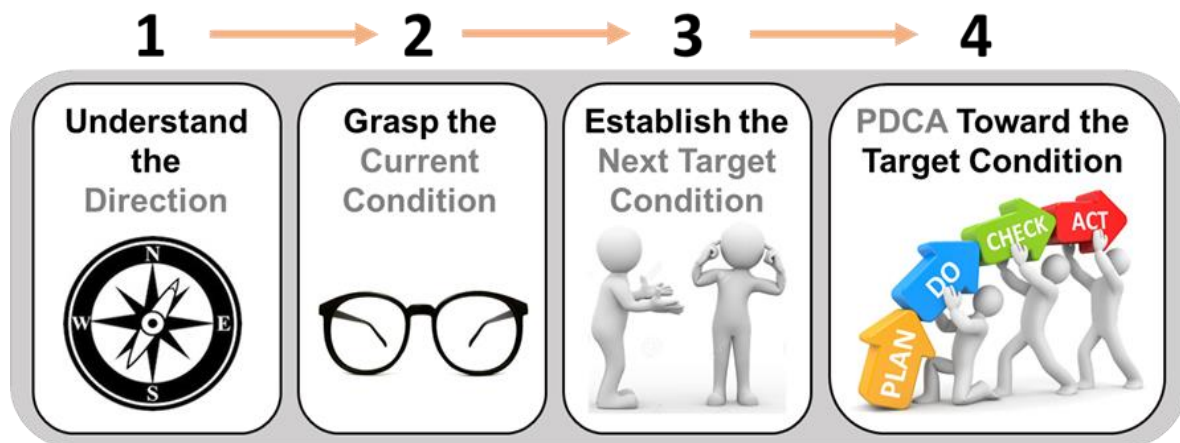 1 2 3 4
Understand
the
Direction
N
W E
S
Grasp the
Current
Condition
Establish the
Next Target
Condition
PDCA Toward the
Target Condition
PLAN
DO
CHECK
ACT